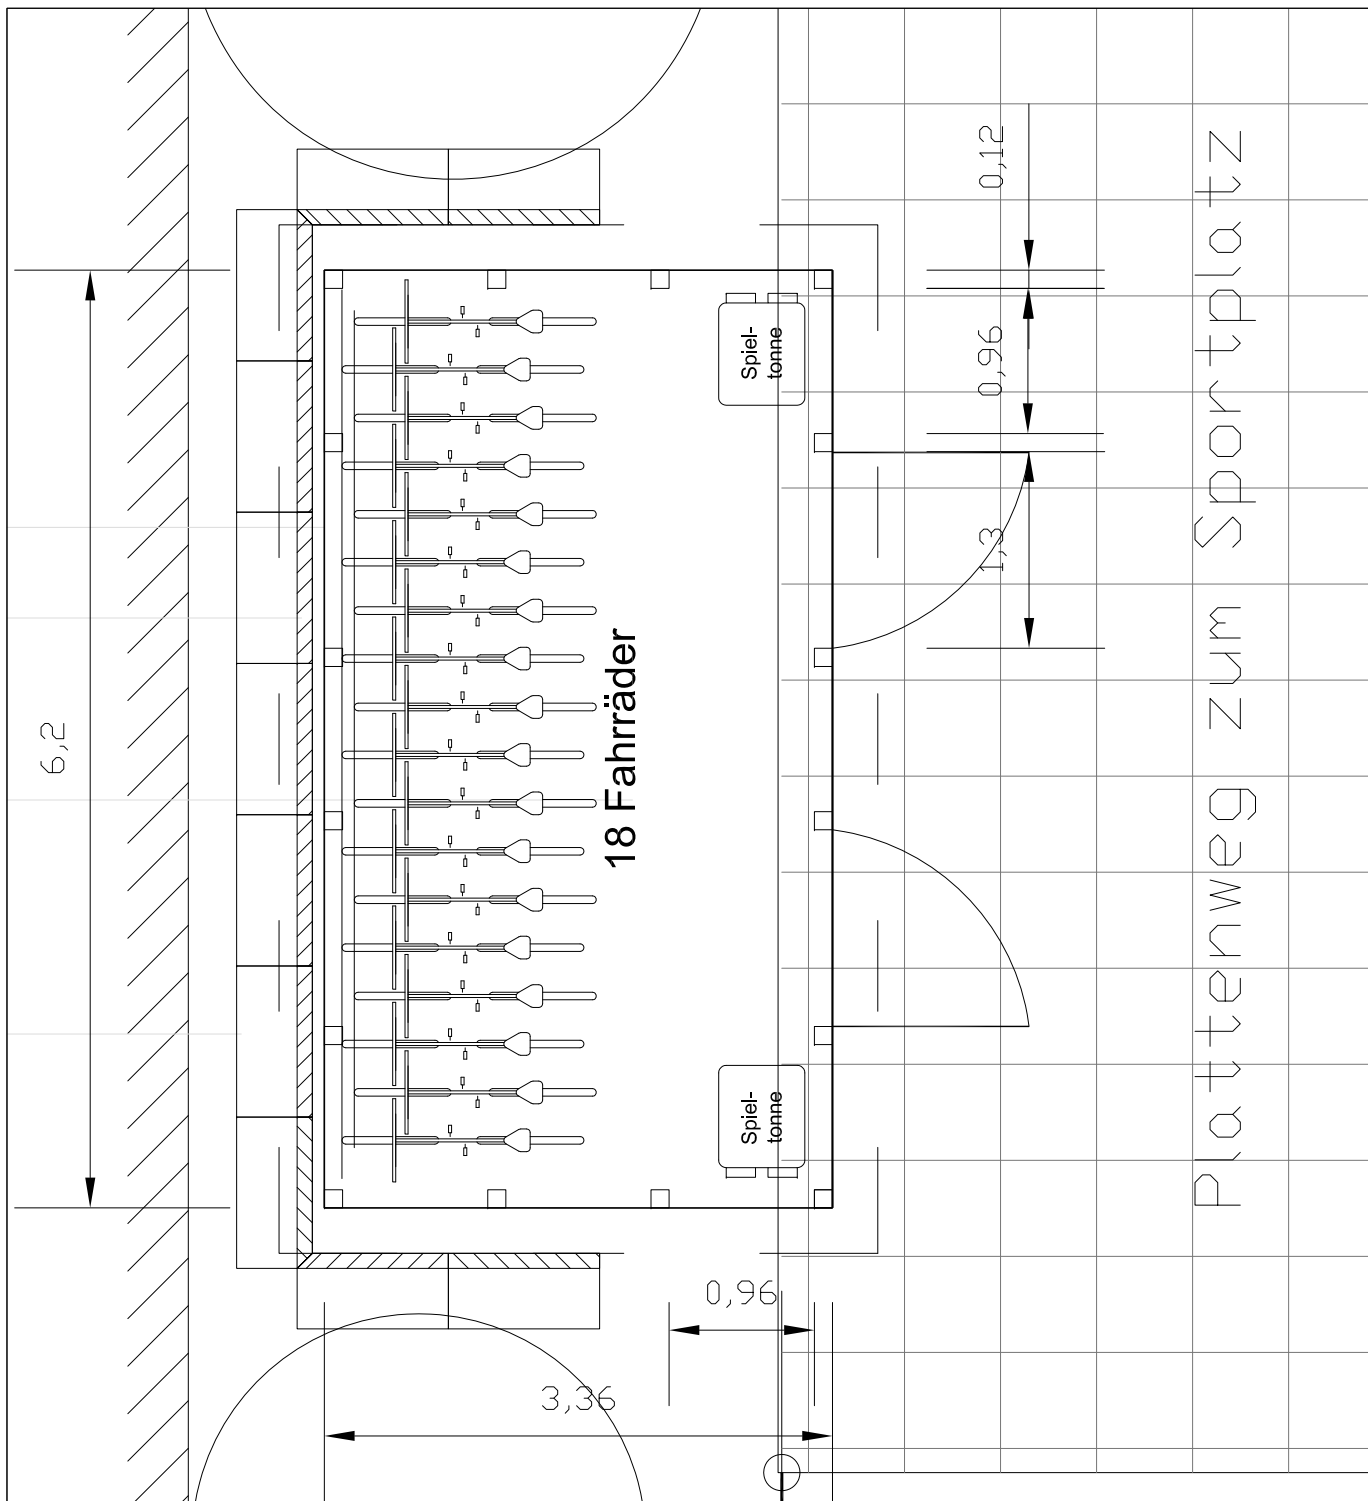 0,12
Spiel-
tonne
0,96
1,3
6,2
18 Fahrräder
Plattenweg zum Sportplatz
Spiel-
tonne
0,96
3,36